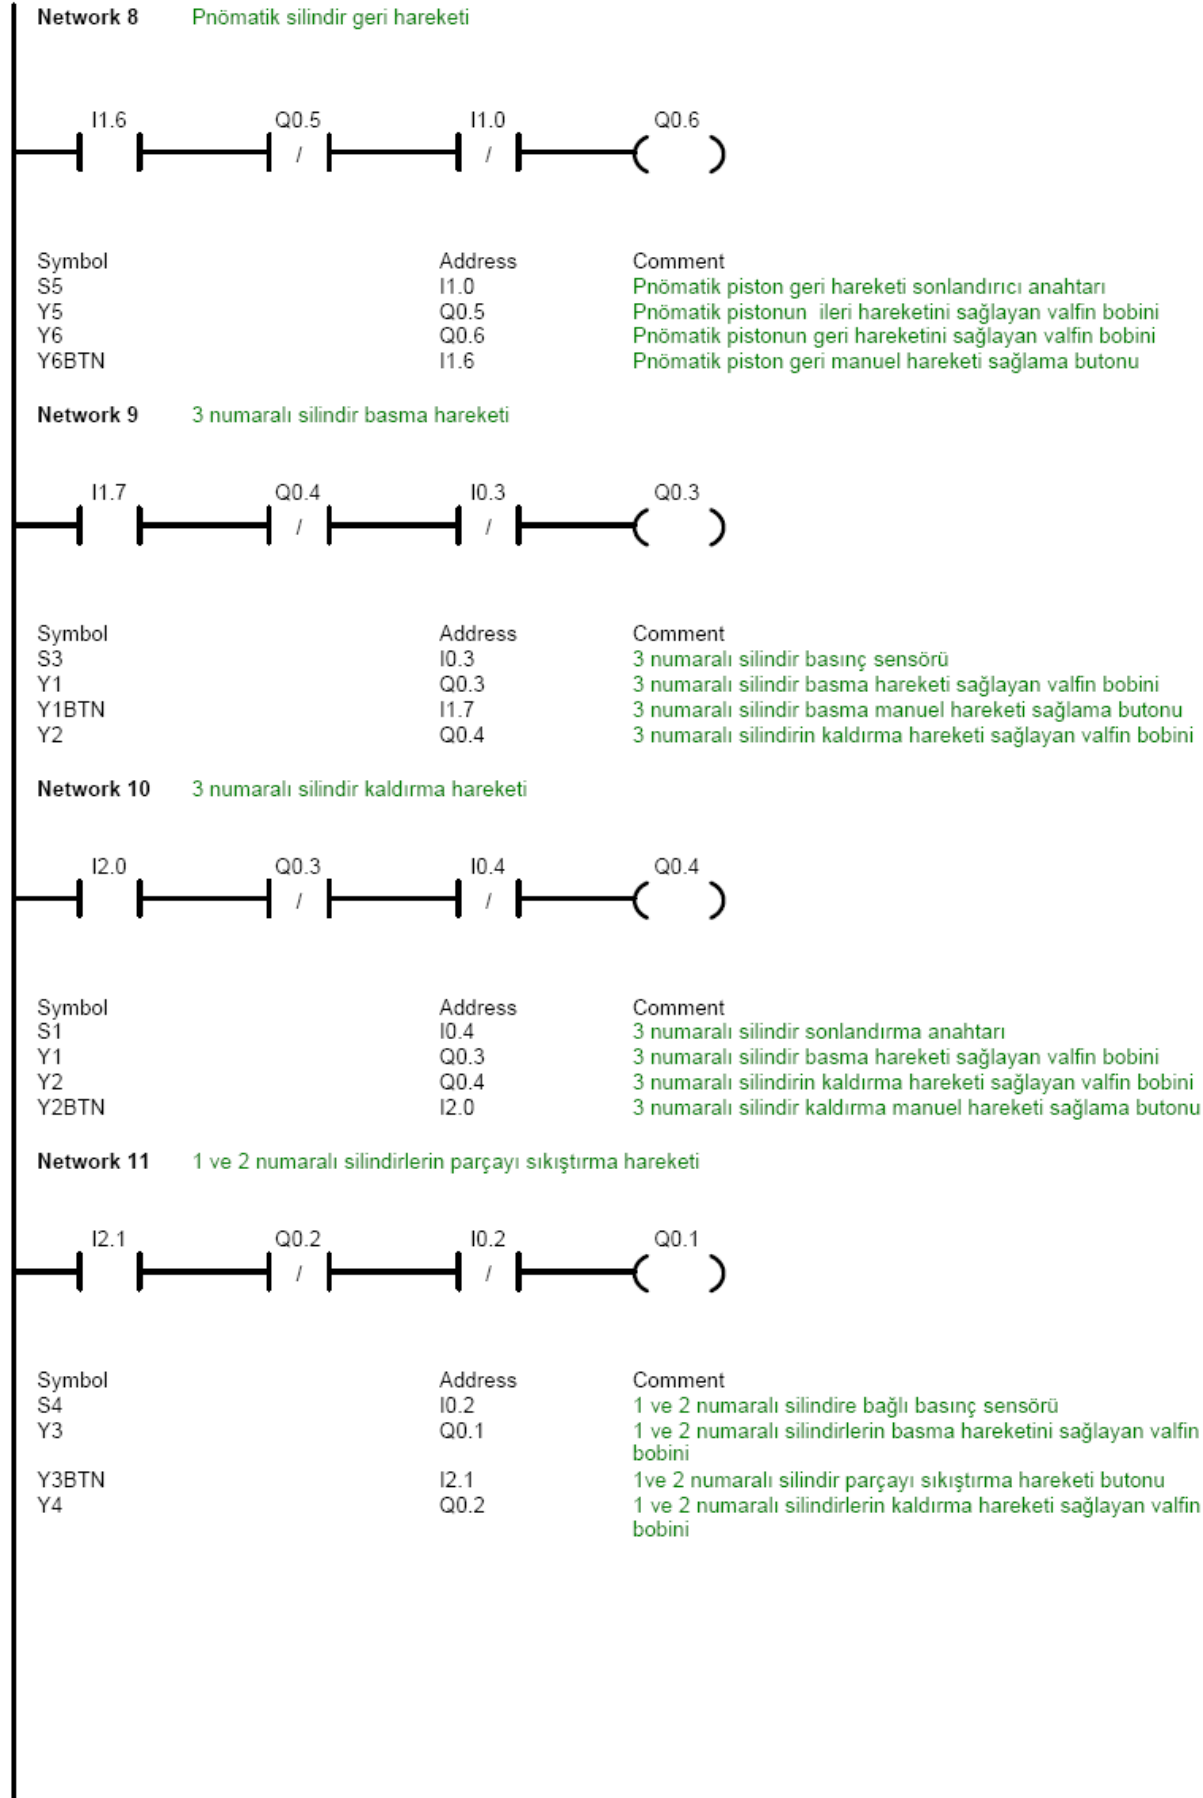 Network 8 Pnömatik silindir geri hareketi
I1.6 Q0.5 I1.0 Q0.6
/ /
Symbol Address Comment
S5 I1.0 Pnömatik piston geri hareketi sonlandırıcı anahtarı
Y5 Q0.5 Pnömatik pistonun ileri hareketini sağlayan valfin bobini
Y6 Q0.6 Pnömatik pistonun geri hareketini sağlayan valfin bobini
Y6BTN I1.6 Pnömatik piston geri manuel hareketi sağlama butonu
Network 9 3 numaralı silindir basma hareketi
I1.7 Q0.4 I0.3 Q0.3
/ /
Symbol Address Comment
S3 I0.3 3 numaralı silindir basınç sensörü
Y1 Q0.3 3 numaralı silindir basma hareketi sağlayan valfin bobini
Y1BTN I1.7 3 numaralı silindir basma manuel hareketi sağlama butonu
Y2 Q0.4 3 numaralı silindirin kaldırma hareketi sağlayan valfin bobini
Network 10 3 numaralı silindir kaldırma hareketi
I2.0 Q0.3 I0.4 Q0.4
/ /
Symbol Address Comment
S1 I0.4 3 numaralı silindir sonlandırma anahtarı
Y1 Q0.3 3 numaralı silindir basma hareketi sağlayan valfin bobini
Y2 Q0.4 3 numaralı silindirin kaldırma hareketi sağlayan valfin bobini
Y2BTN I2.0 3 numaralı silindir kaldırma manuel hareketi sağlama butonu
Network 11 1 ve 2 numaralı silindirlerin parçayı sıkıştırma hareketi
I2.1 Q0.2 I0.2 Q0.1
/ /
Symbol Address Comment
S4 I0.2 1 ve 2 numaralı silindire bağlı basınç sensörü
Y3 Q0.1 1 ve 2 numaralı silindirlerin basma hareketini sağlayan valfin
bobini
Y3BTN I2.1 1ve 2 numaralı silindir parçayı sıkıştırma hareketi butonu
Y4 Q0.2 1 ve 2 numaralı silindirlerin kaldırma hareketi sağlayan valfin
bobini